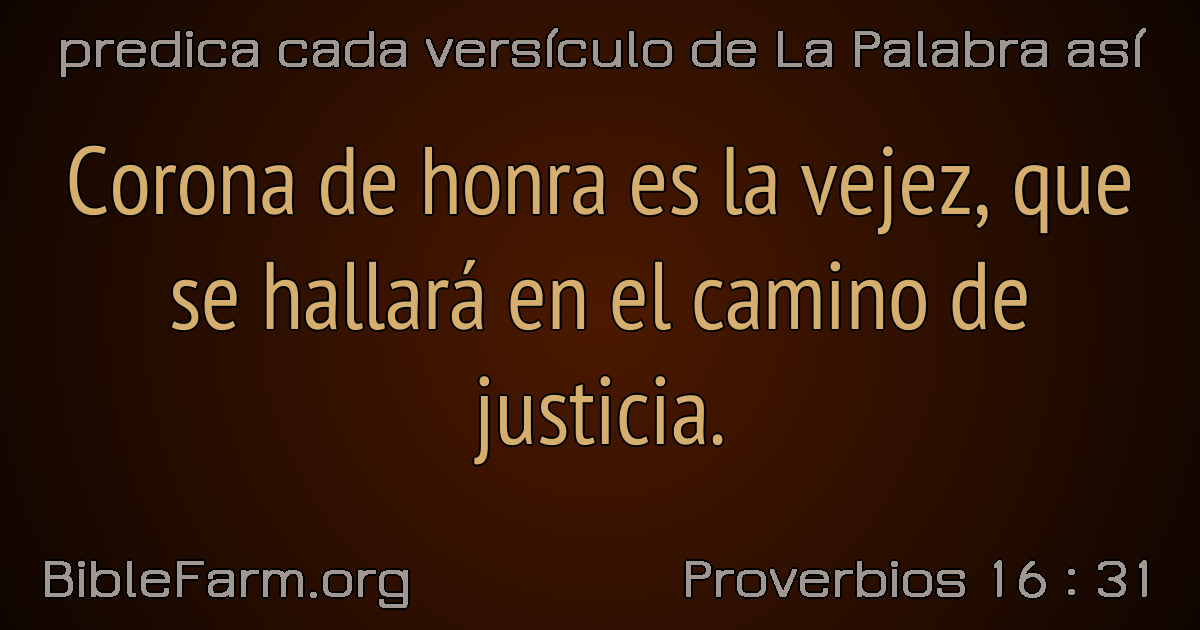 predica cada versículo de La Palabra así
Corona de honra es la vejez, que
se hallará en el camino de
justicia.
BibleFarm.org
Proverbios 16 : 31